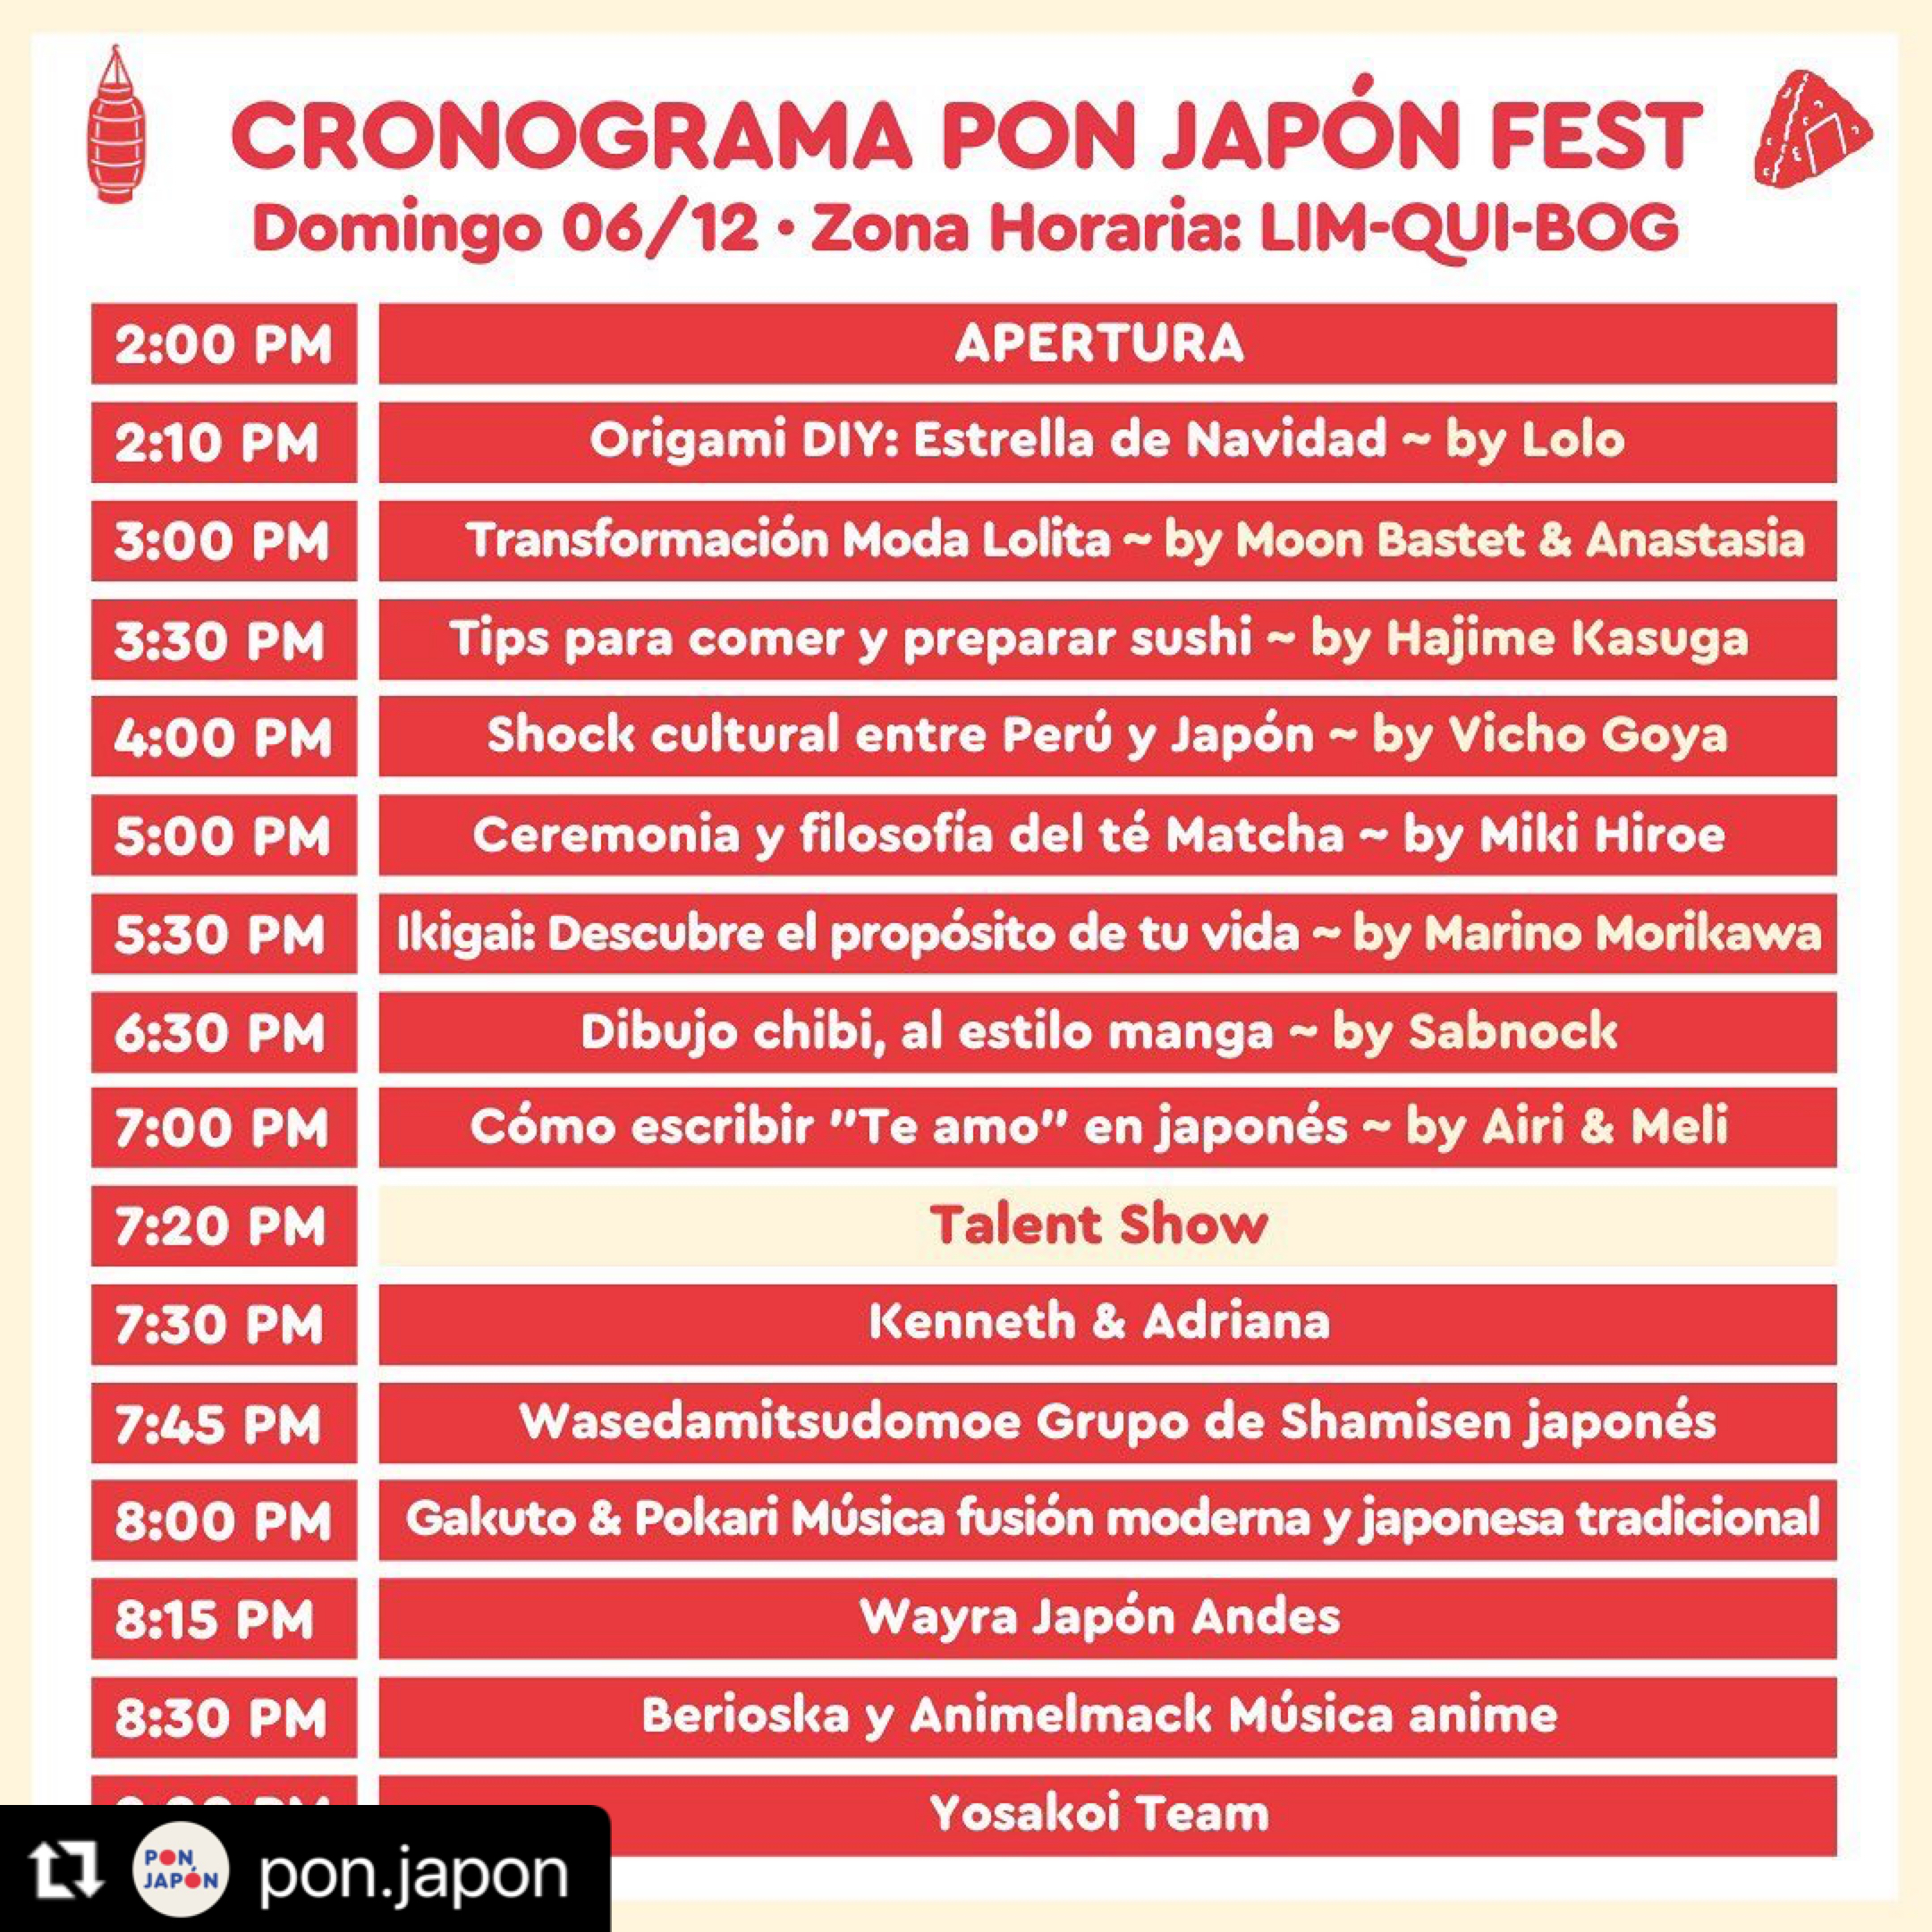 CRONOGRAMA PON JAPÓN FEST
Domingo 06/12 • Zona Horaria: LIM-QUI-BOG
2:00 PM APERTURA
2:10 PM Origami DIY: Estrella de Navidad ~ by Lolo
3:00 PM Transformación Moda Lolita ~ by Moon Bastet & Anastasia
3:30 PM Tips para comer y preparar sushi ~ by Hajime Kasuga
4:00 PM Shock cultural entre Perú y Japón ~ by Vicho Goya
5:00 PM Ceremonia y filosofía del té Matcha ~ by Miki Hiroe
5:30 PM Ikigai: Descubre el propósito de tu vida ~ by Marino Morikawa
6:30 PM Dibujo chibi, al estilo manga ~ by Sabnock
7:00 PM Cómo escribir "Te amo" en japonés ~ by Airi & Meli
7:20 PM Talent Show
7:30 PM Kenneth & Adriana
7:45 PM Wasedamitsudomoe Grupo de Shamisen japonés
8:00 PM Gakuto & Pokari Música fusión moderna y japonesa tradicional
8:15 PM Wayra Japón Andes
8:30 PM Berioska y Animelmack Música anime
PM Yosakoi Team
PON
JAPÓN
pon.japon